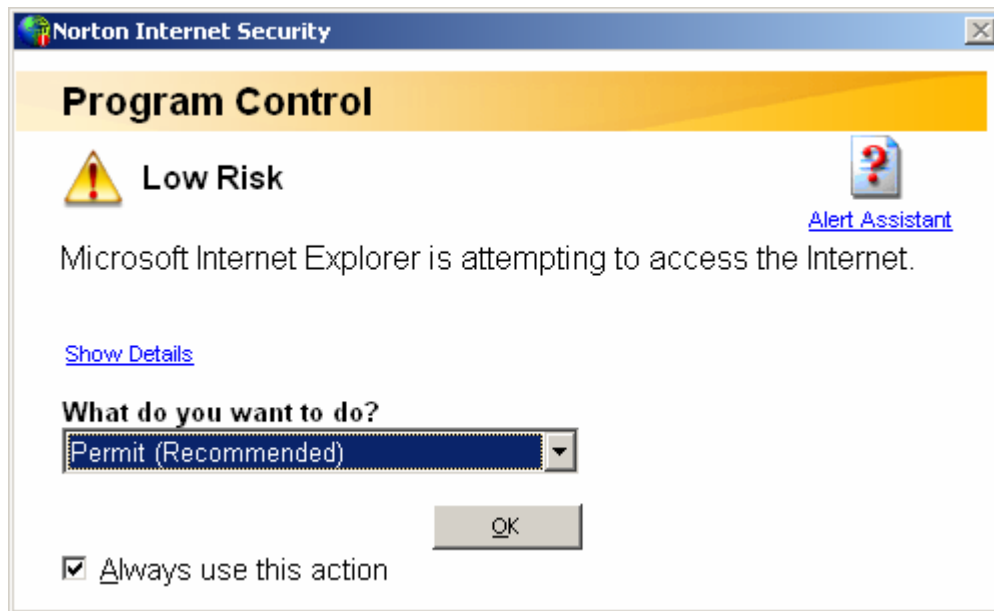 Norton Internet Security
Program Control
Low Risk
Alert Assistant
Microsoft Internet Explorer is attempting to access the Internet.
Show Details
What do you want to do?
Permit (Recommended)
OK
Always use this action